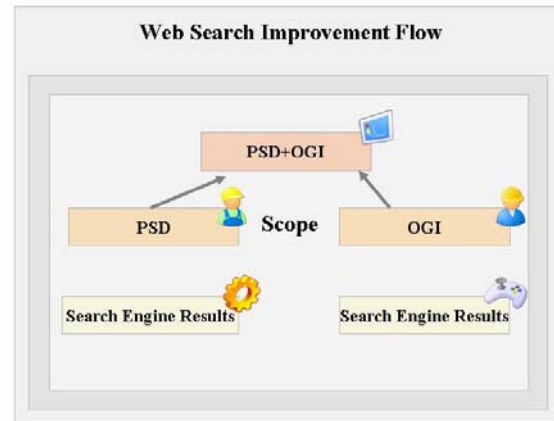 Web Search Improvement Flow
PSD+OGI
PSD
Scope
OGI
Search Engine Results
Search Engine Results